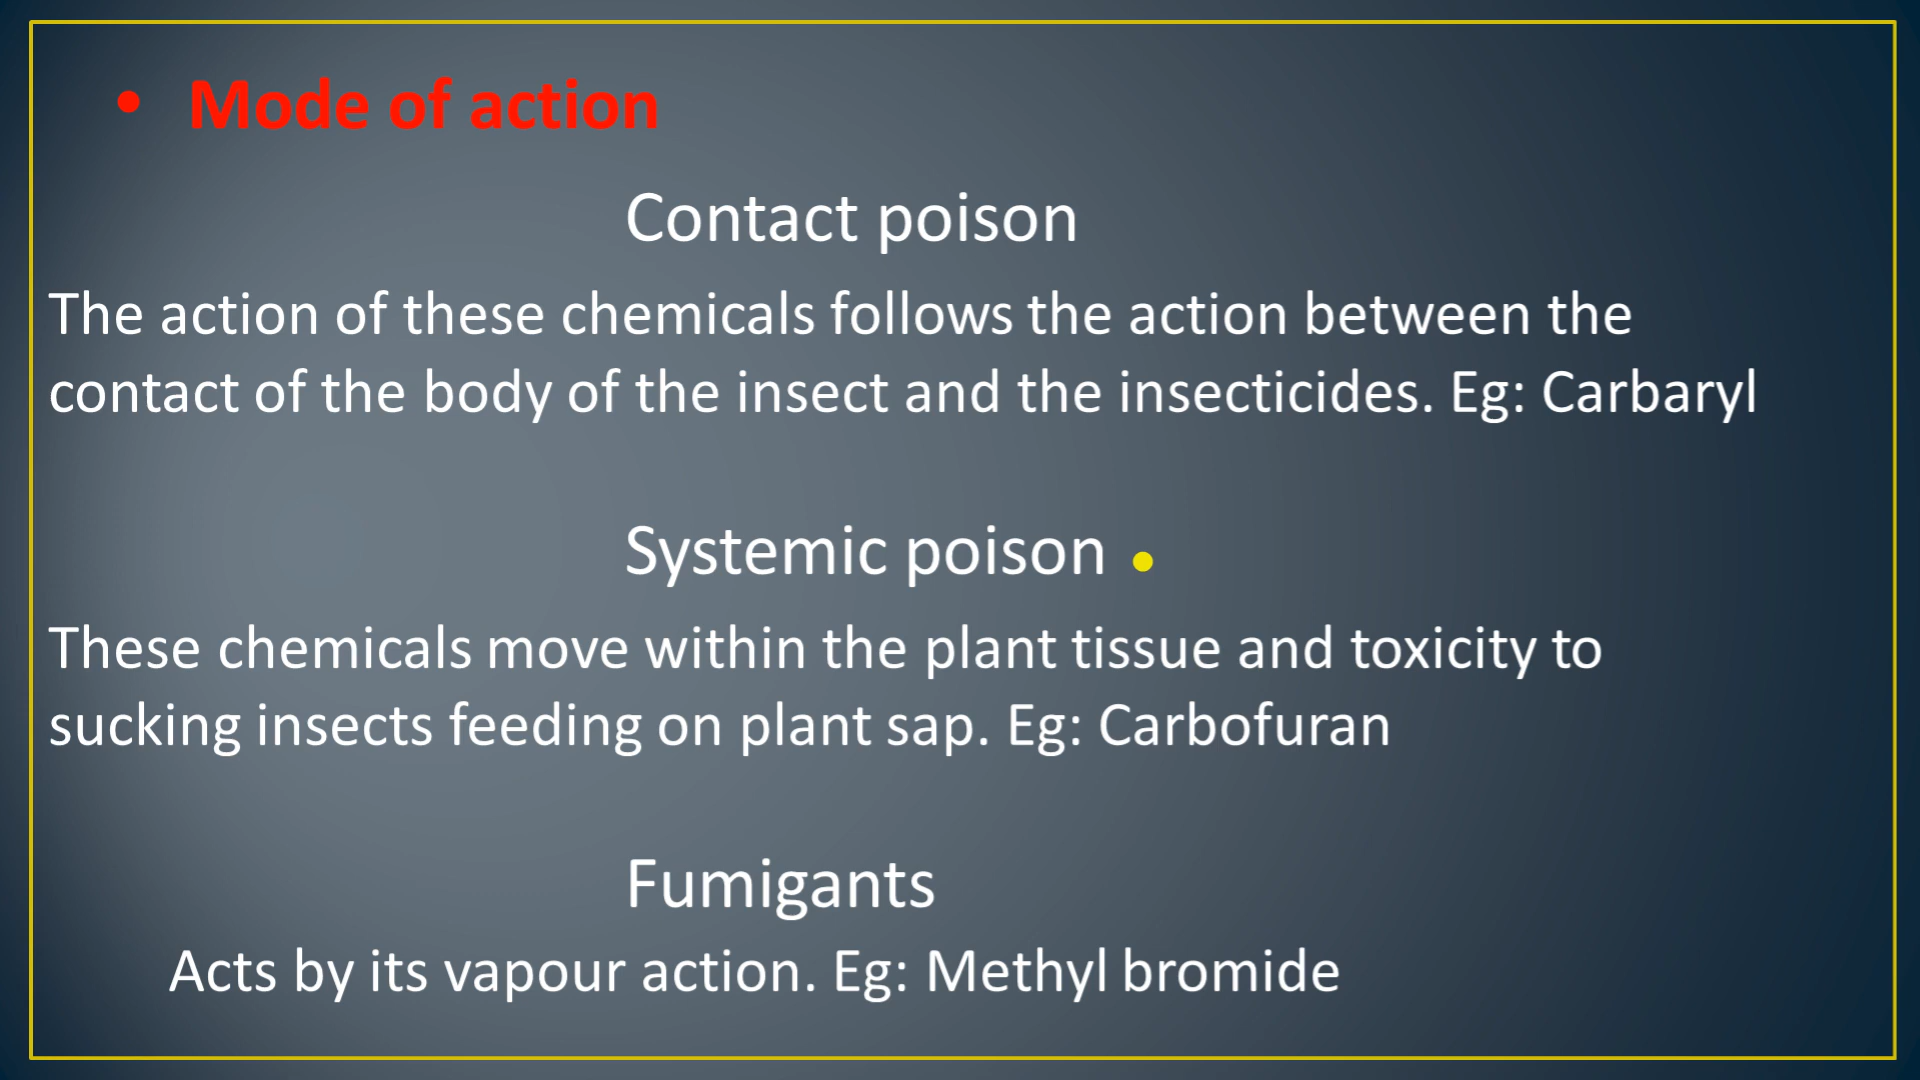 • Mode of action
Contact poison
The action of these chemicals follows the action between the
contact of the body of the insect and the insecticides. Eg: Carbaryl
Systemic poison
These chemicals move within the plant tissue and toxicity to
sucking insects feeding on plant sap. Eg: Carbofuran
Fumigants
Acts by its vapour action. Eg: Methyl bromide